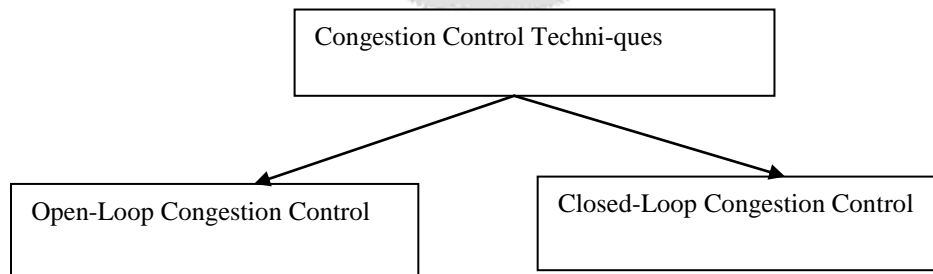 Congestion Control Techni-ques
Open-Loop Congestion Control
Closed-Loop Congestion Control